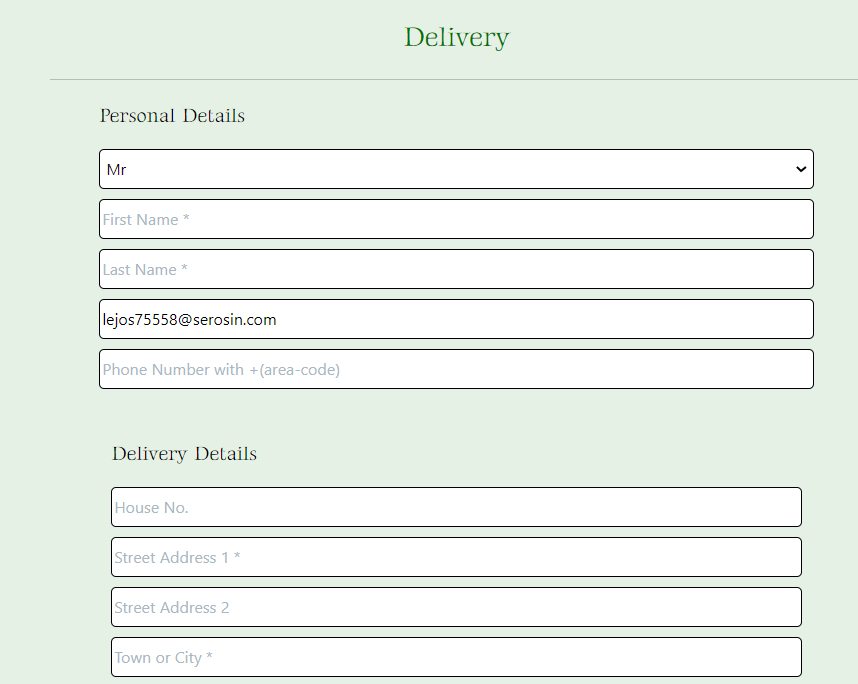 Delivery
Personal Details
Mr
First Name *
Last Name *
lejos75558@serosin.com
Phone Number with +(area-code)
Delivery Details
House No.
Street Address 1 *
Street Address 2
Town or City *